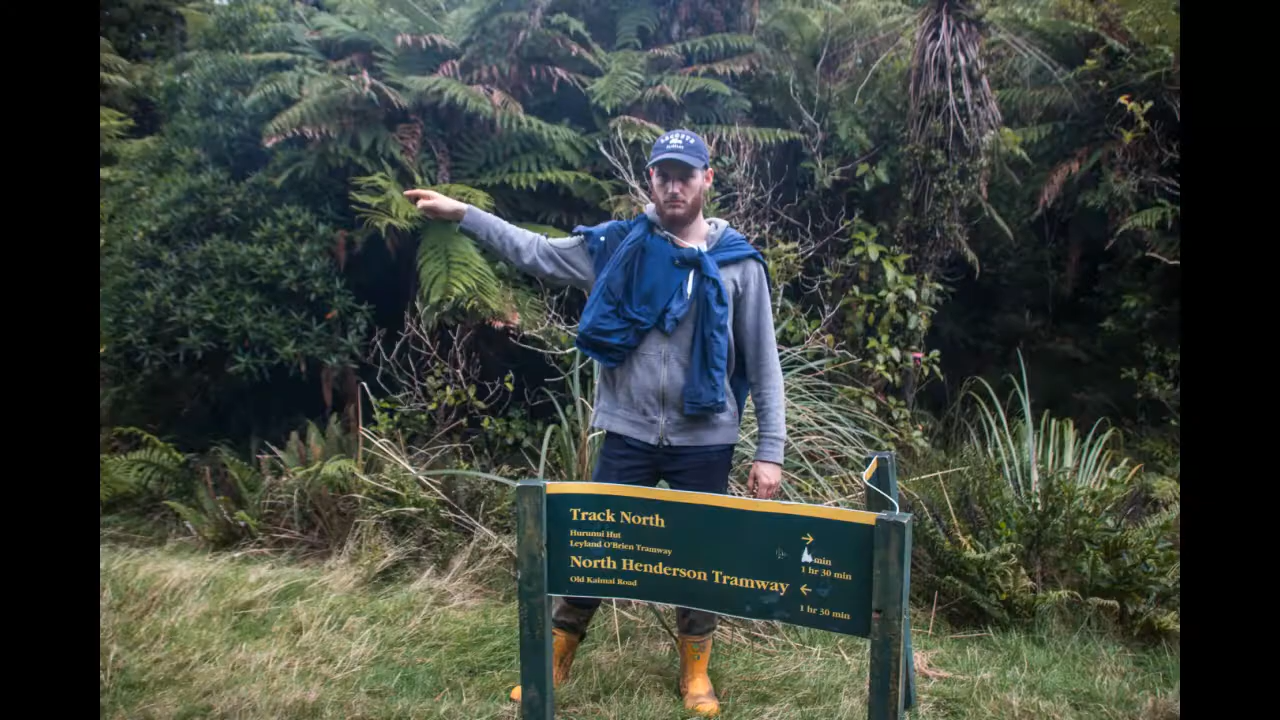 Track North →
Hurunui Hut min
Leyland O'Brien Tramway 1 hr 30 min
North Henderson Tramway ←
Old Kaimai Road 1 hr 30 min